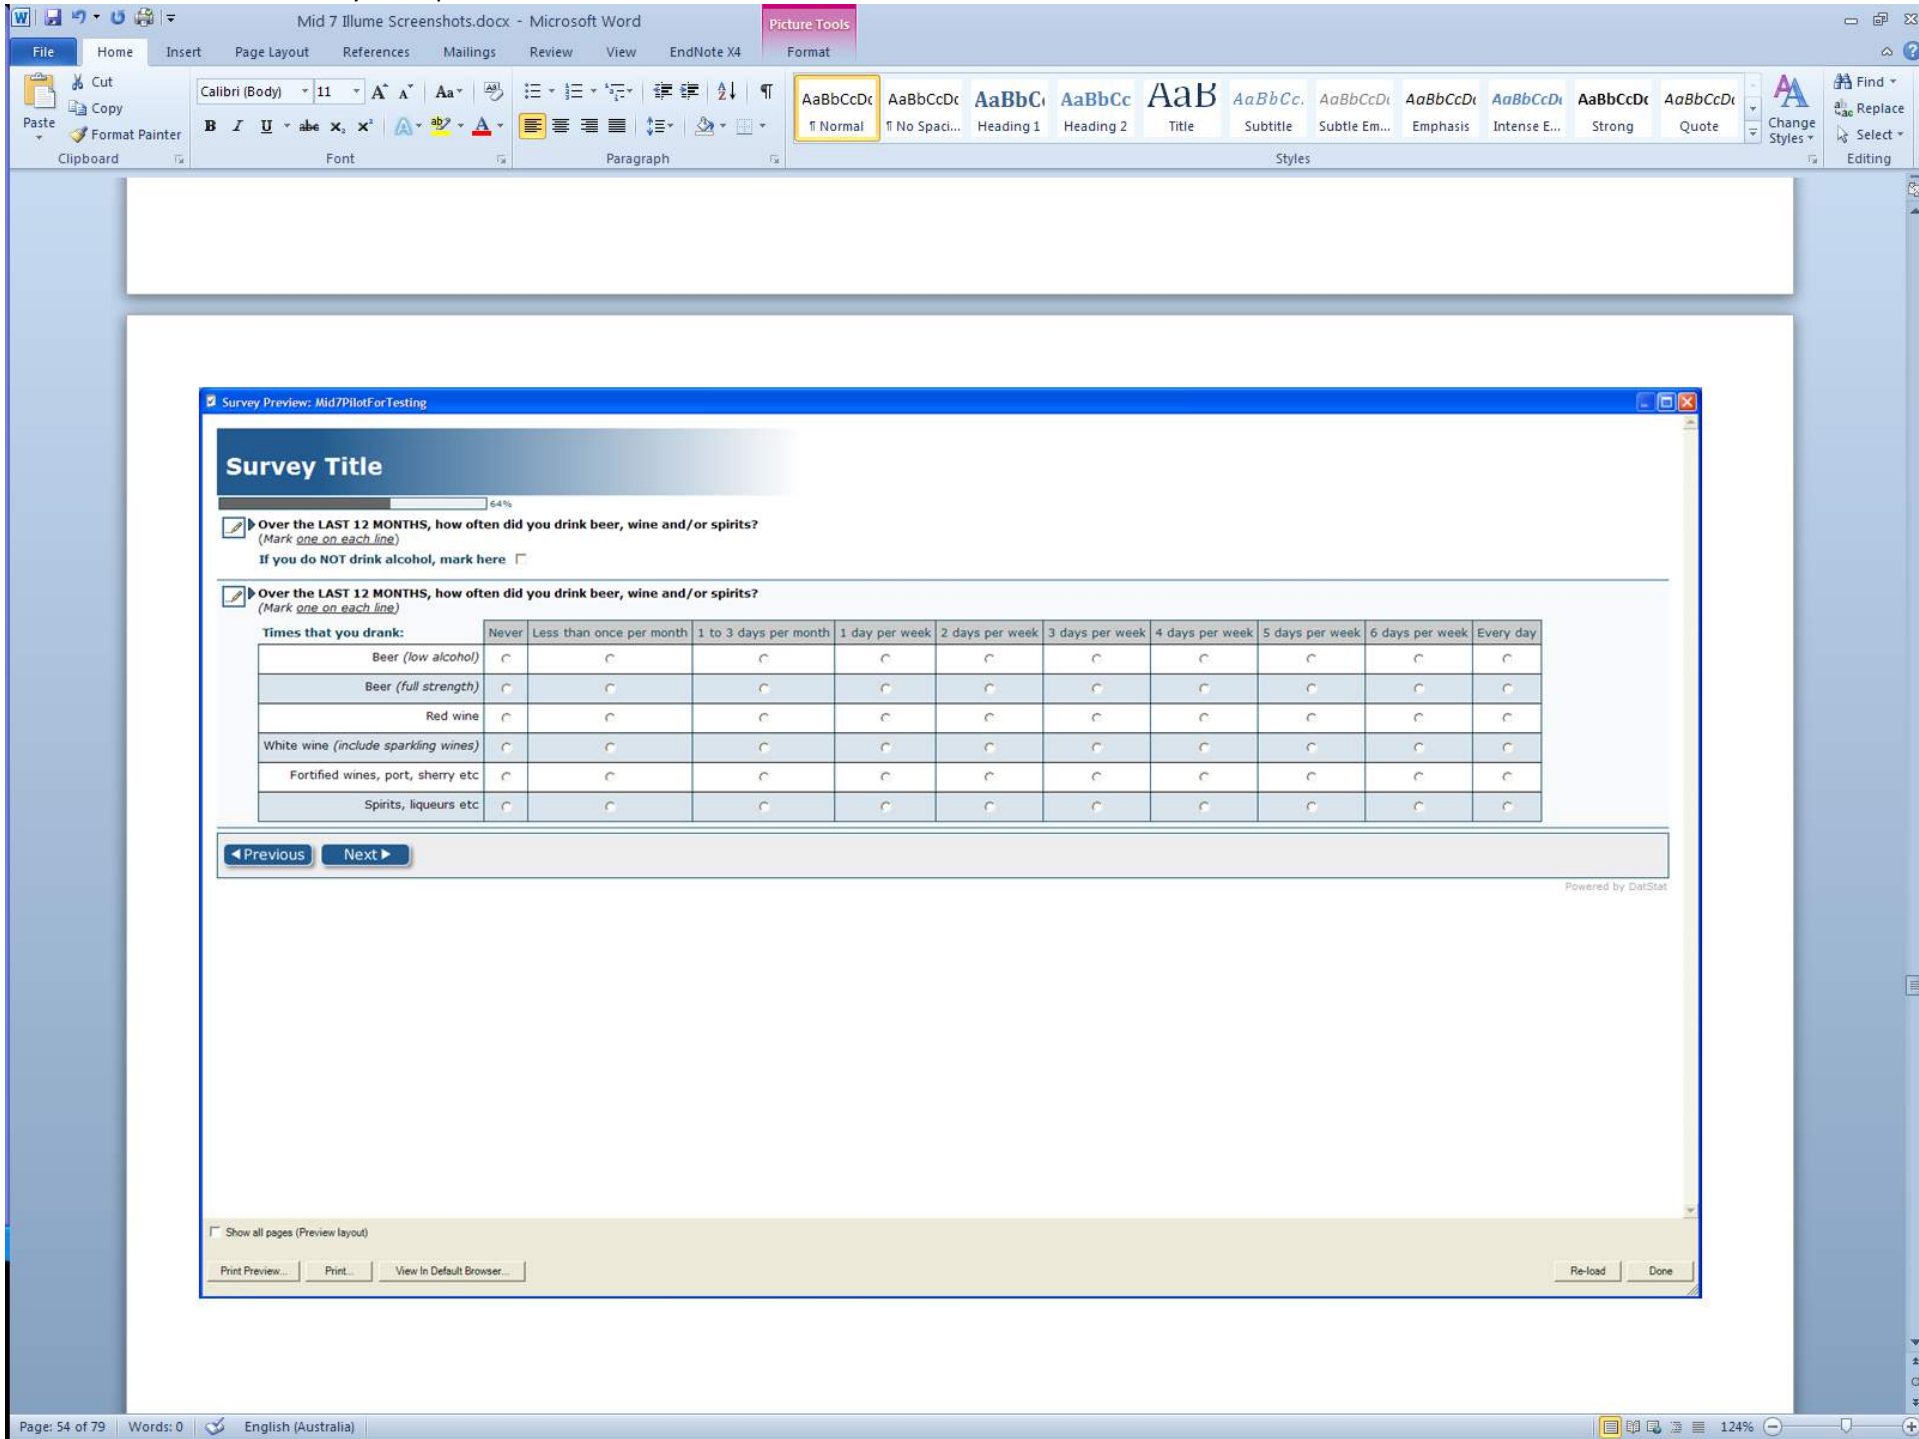 Mid 7 Illume Screenshots.docx - Microsoft Word
Picture Tools
File Home Insert Page Layout References Mailings Review View EndNote X4 Format
Paste
Cut
Copy
Format Painter
Clipboard
Calibri (Body) 11
Font
Paragraph
AaBbCcDc AaBbCcDc AaBbC AaBbCc AaB AaBbCc. AaBbCcDc AaBbCcDc AaBbCcDc AaBbCcDc AaBbCcDc
¶ Normal ¶ No Spaci... Heading 1 Heading 2 Title Subtitle Subtle Em... Emphasis Intense E... Strong Quote
Styles
Change Styles
Find
Replace
Select
Editing
Survey Preview: Mid7PilotForTesting
Survey Title
64%
Over the LAST 12 MONTHS, how often did you drink beer, wine and/or spirits?
(Mark one on each line)
If you do NOT drink alcohol, mark here
Over the LAST 12 MONTHS, how often did you drink beer, wine and/or spirits?
(Mark one on each line)
Times that you drank: Never Less than once per month 1 to 3 days per month 1 day per week 2 days per week 3 days per week 4 days per week 5 days per week 6 days per week Every day
Beer (low alcohol)
Beer (full strength)
Red wine
White wine (include sparkling wines)
Fortified wines, port, sherry etc
Spirits, liqueurs etc
Previous Next
Powered by DatStat
Show all pages (Preview layout)
Print Preview... Print... View In Default Browser... Re-load Done
Page: 54 of 79 Words: 0 English (Australia) 124%